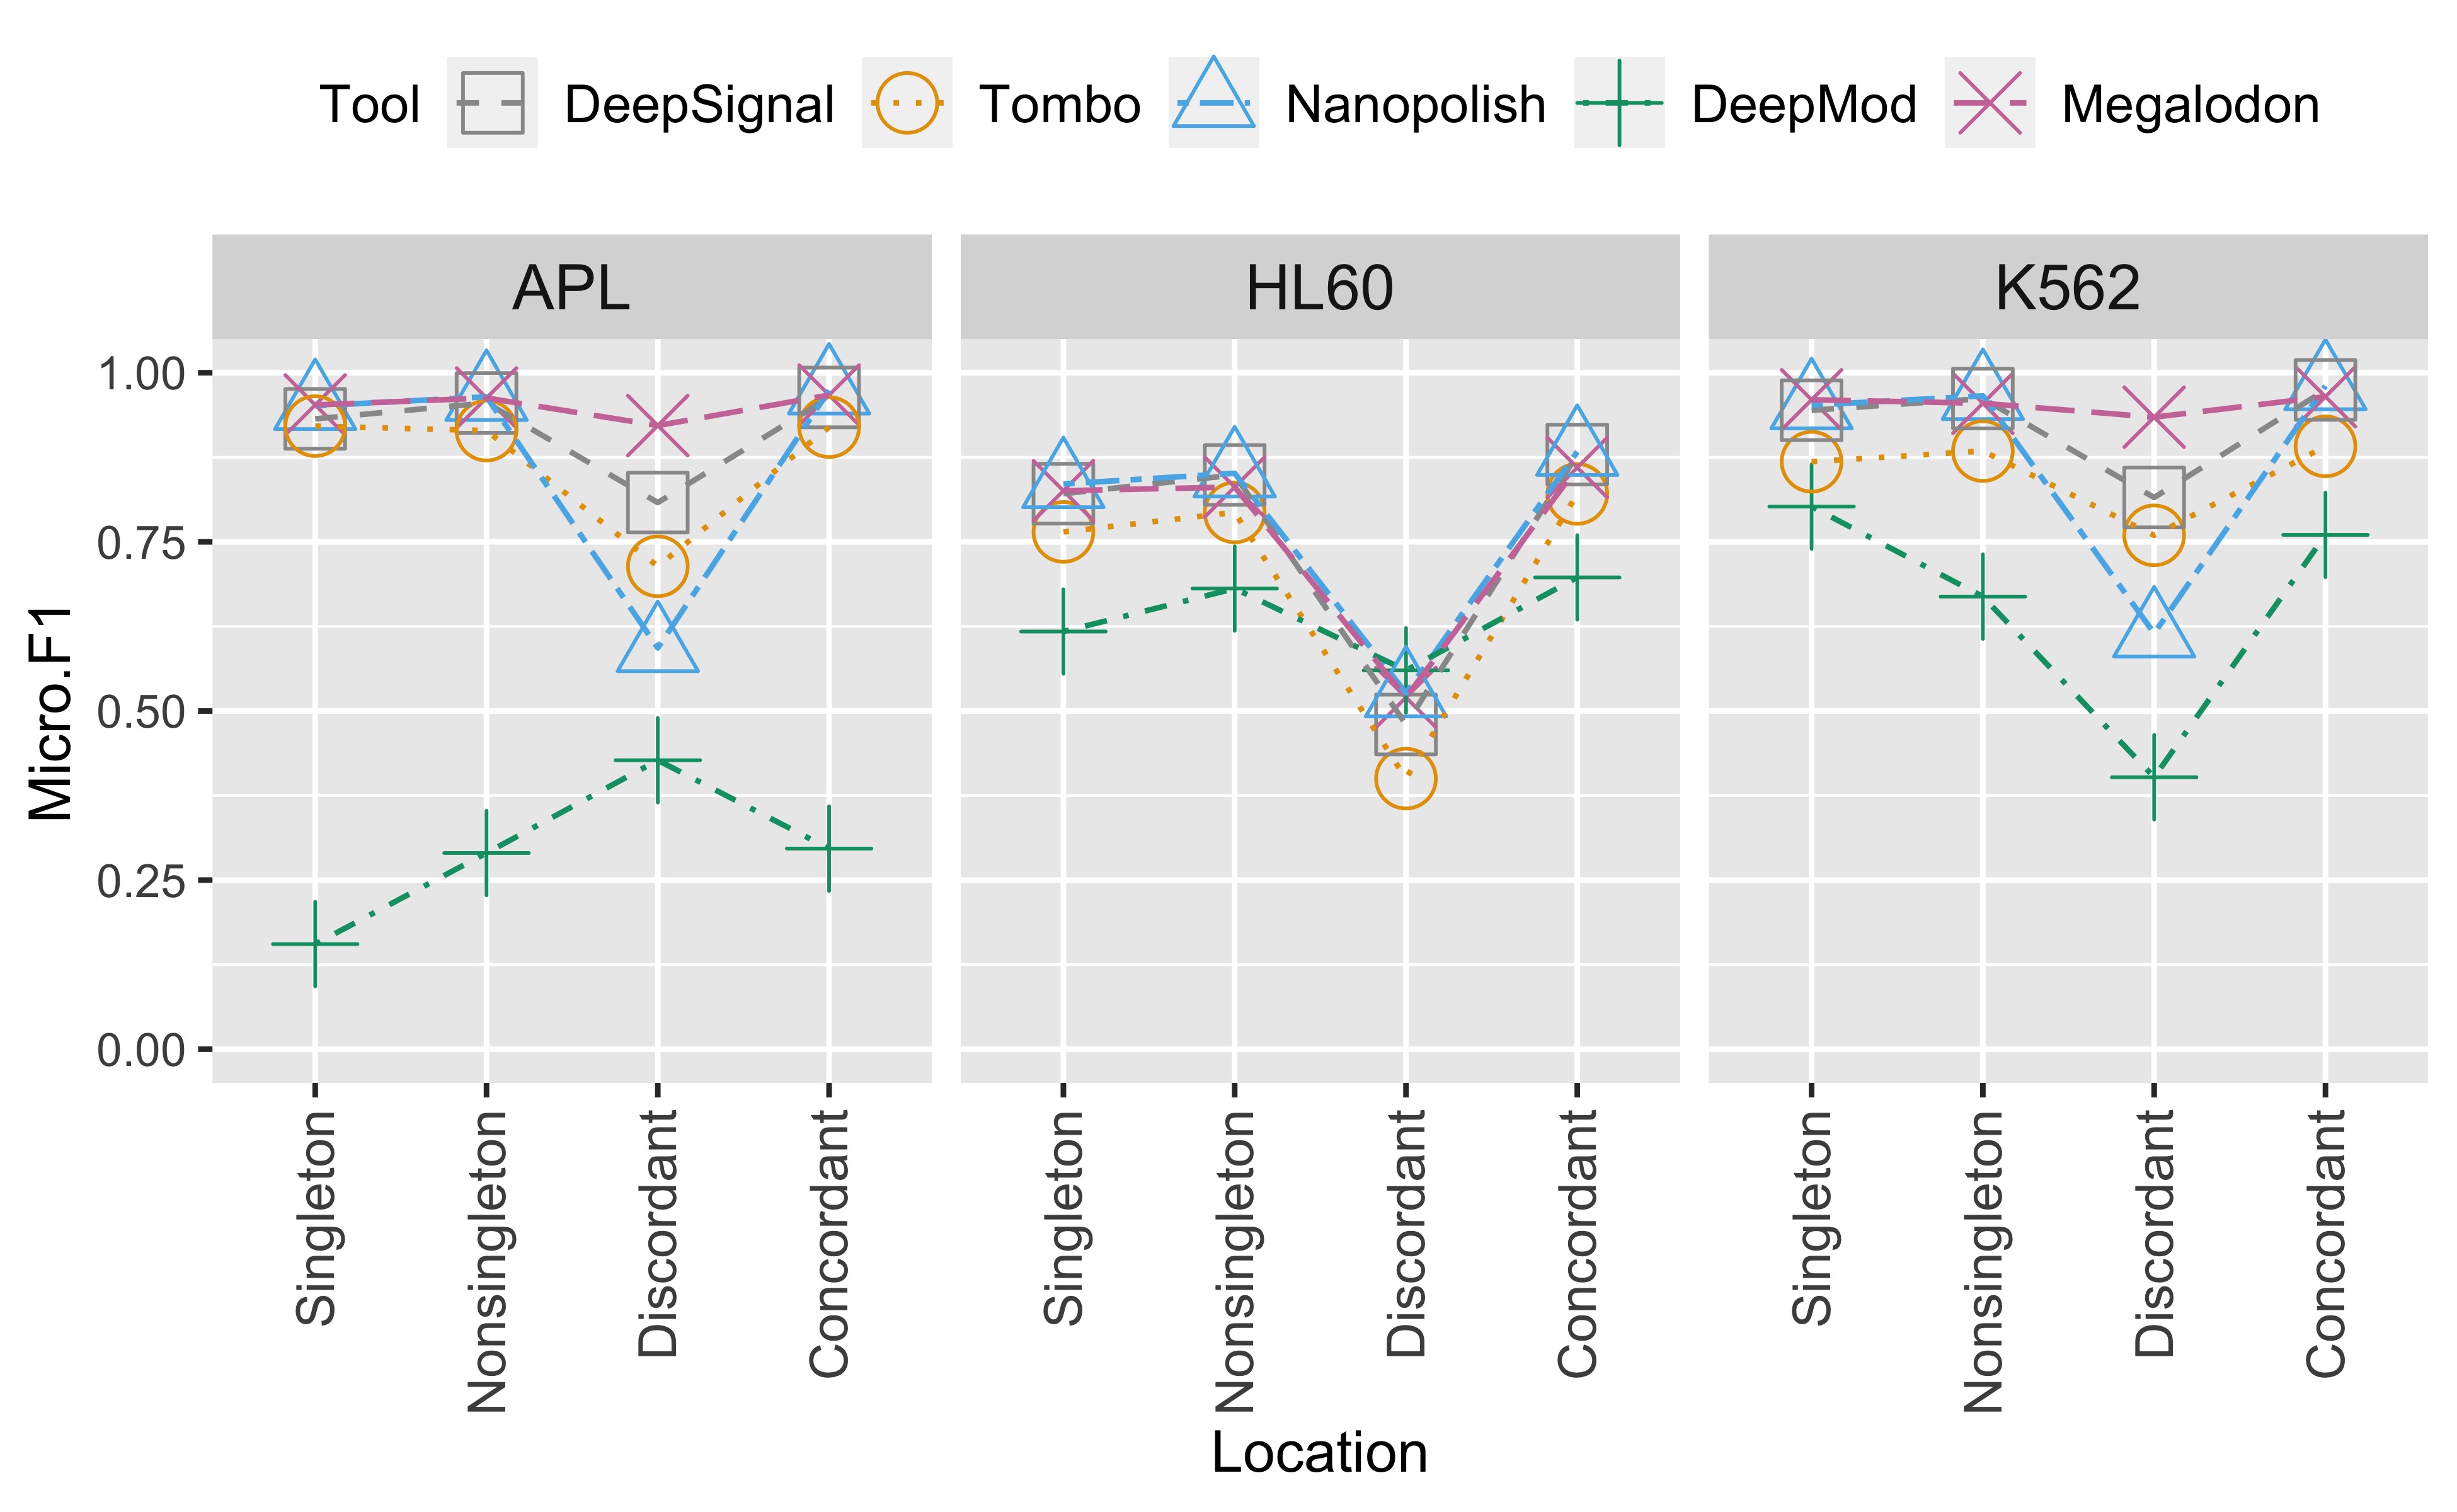 Tool DeepSignal Tombo Nanopolish DeepMod Megalodon
APL HL60 K562
1.00
0.75
0.50
0.25
0.00
Micro.F1
Singleton Nonsingleton Discordant Concordant Singleton Nonsingleton Discordant Concordant Singleton Nonsingleton Discordant Concordant
Location